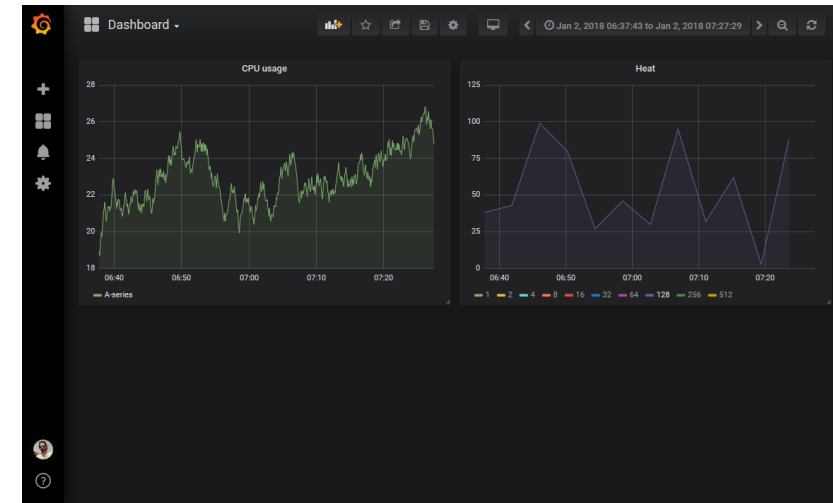 Dashboard
Jan 2, 2018 06:37:43 to Jan 2, 2018 07:27:29
CPU usage
28
26
24
22
20
18
06:40 06:50 07:00 07:10 07:20
A-series
Heat
125
100
75
50
25
0
06:40 06:50 07:00 07:10 07:20
1 2 4 8 16 32 64 128 256 512
?